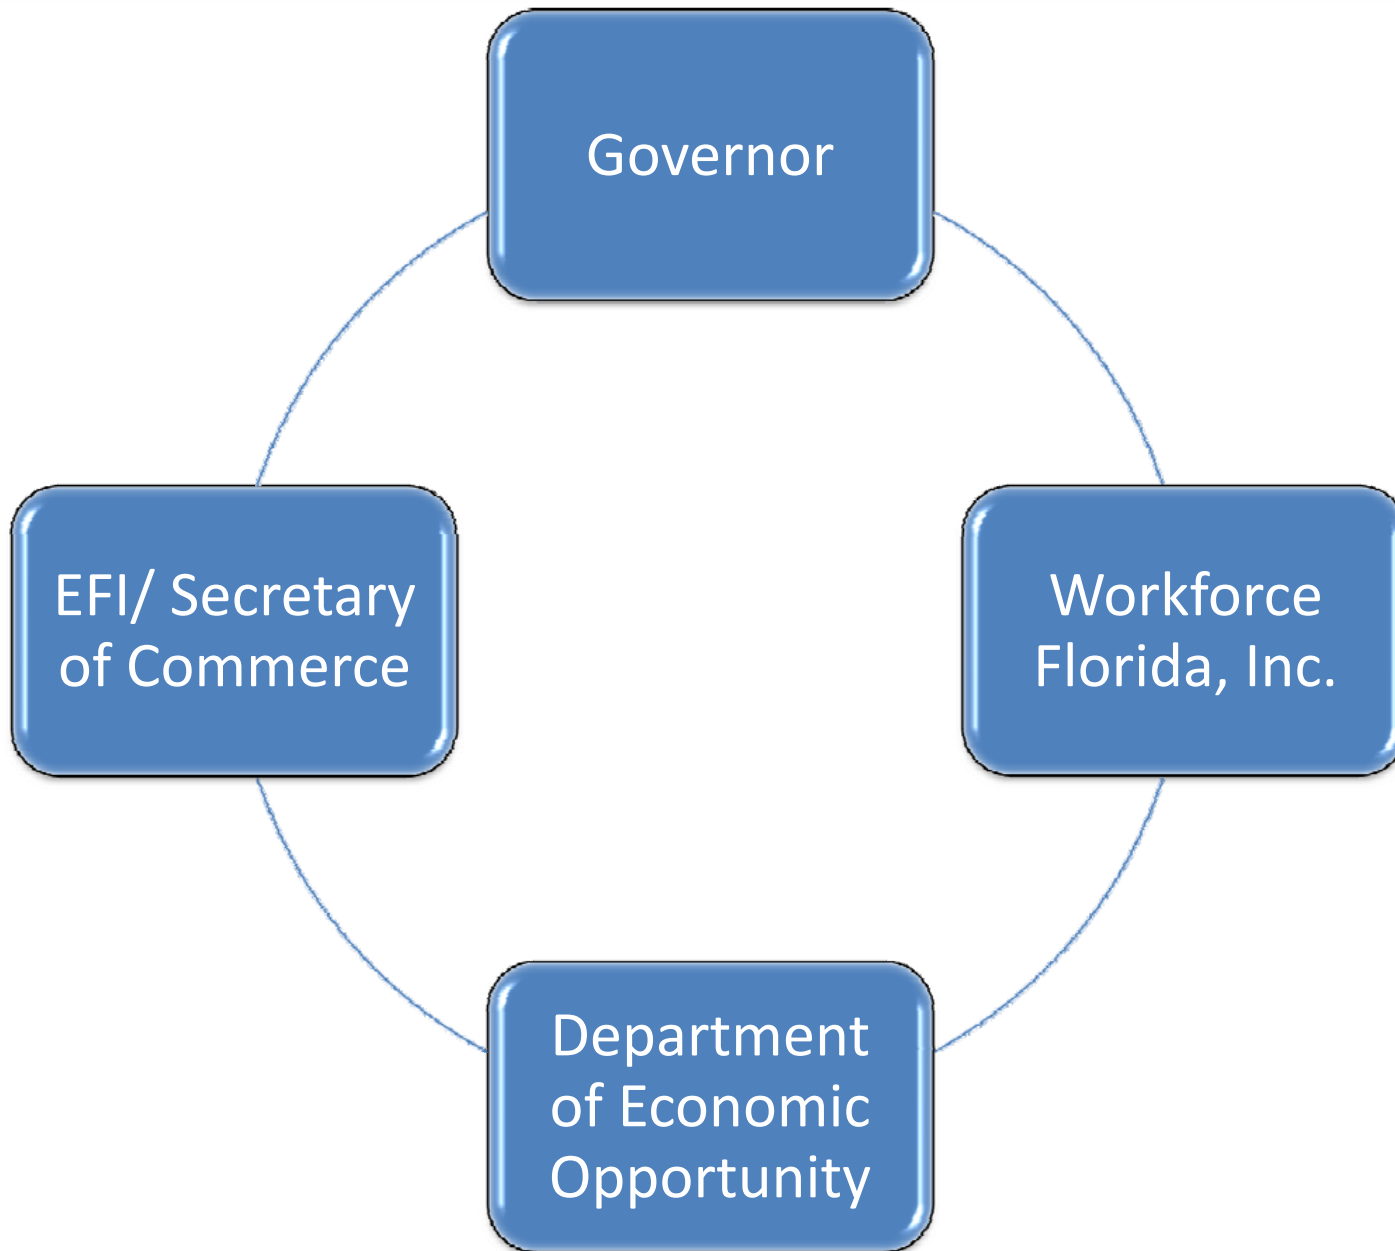 Governor
EFI/ Secretary
of Commerce
Workforce
Florida, Inc.
Department
of Economic
Opportunity